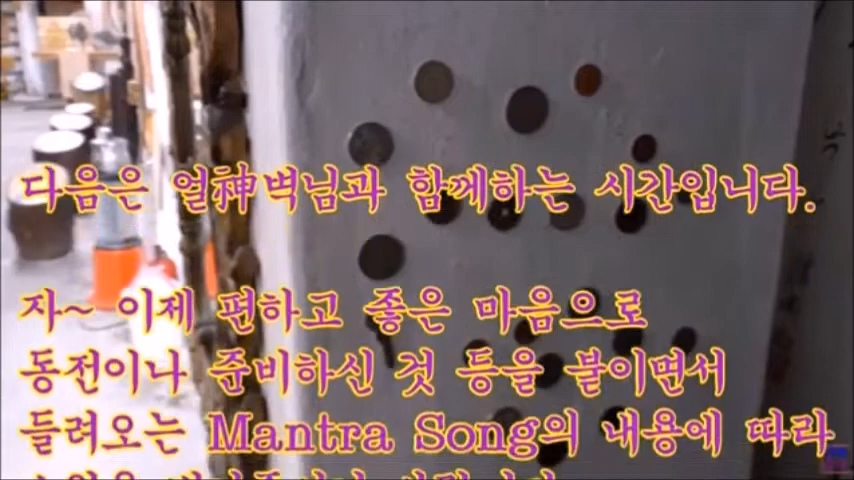 다음은 얼神벽님과 함께하는 시간입니다.
자~ 이제 편하고 좋은 마음으로
동전이나 준비하신 것 등을 붙이면서
들려오는 Mantra Song의 내용에 따라